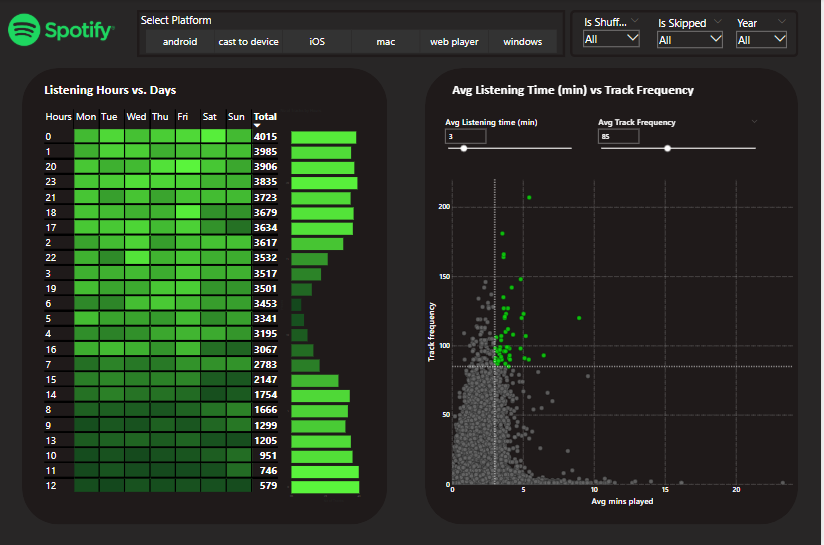 Spotify
Select Platform
android cast to device iOS mac web player windows
Is Shuff... Is Skipped Year
All All All
Listening Hours vs. Days
Hours Mon Tue Wed Thu Fri Sat Sun Total
0 4015
1 3985
20 3906
23 3835
21 3723
18 3679
17 3634
2 3617
22 3532
3 3517
19 3501
6 3453
5 3341
4 3195
16 3067
7 2783
15 2147
14 1754
8 1666
9 1299
13 1205
10 951
11 746
12 579
Avg Listening Time (min) vs Track Frequency
Avg Listening time (min) Avg Track Frequency
3 85
200
150
100
50
0
Track frequency
0 5 10 15 20
Avg mins played